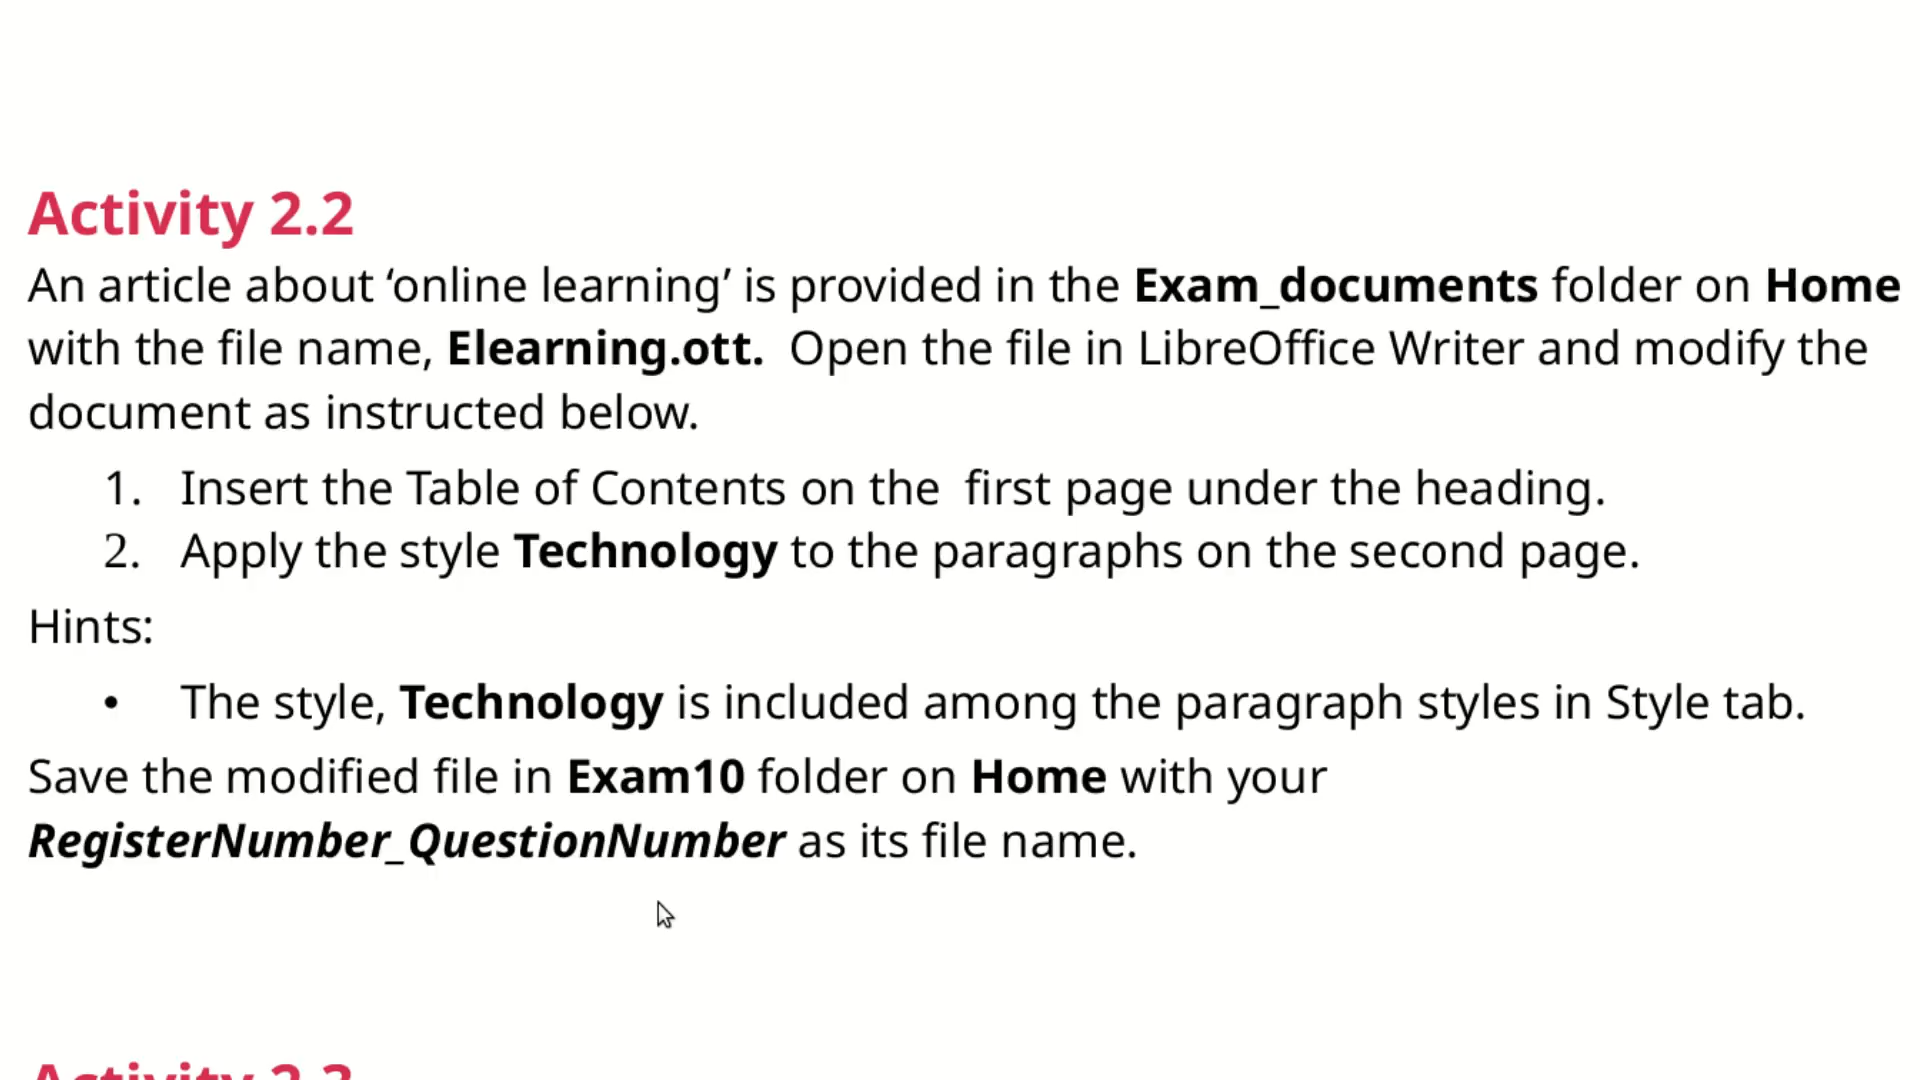 Activity 2.2
An article about ‘online learning’ is provided in the Exam_documents folder on Home
with the file name, Elearning.ott.  Open the file in LibreOffice Writer and modify the
document as instructed below.
1. Insert the Table of Contents on the  first page under the heading.
2. Apply the style Technology to the paragraphs on the second page.
Hints:
• The style, Technology is included among the paragraph styles in Style tab.
Save the modified file in Exam10 folder on Home with your
RegisterNumber_QuestionNumber as its file name.
Activity 2.3